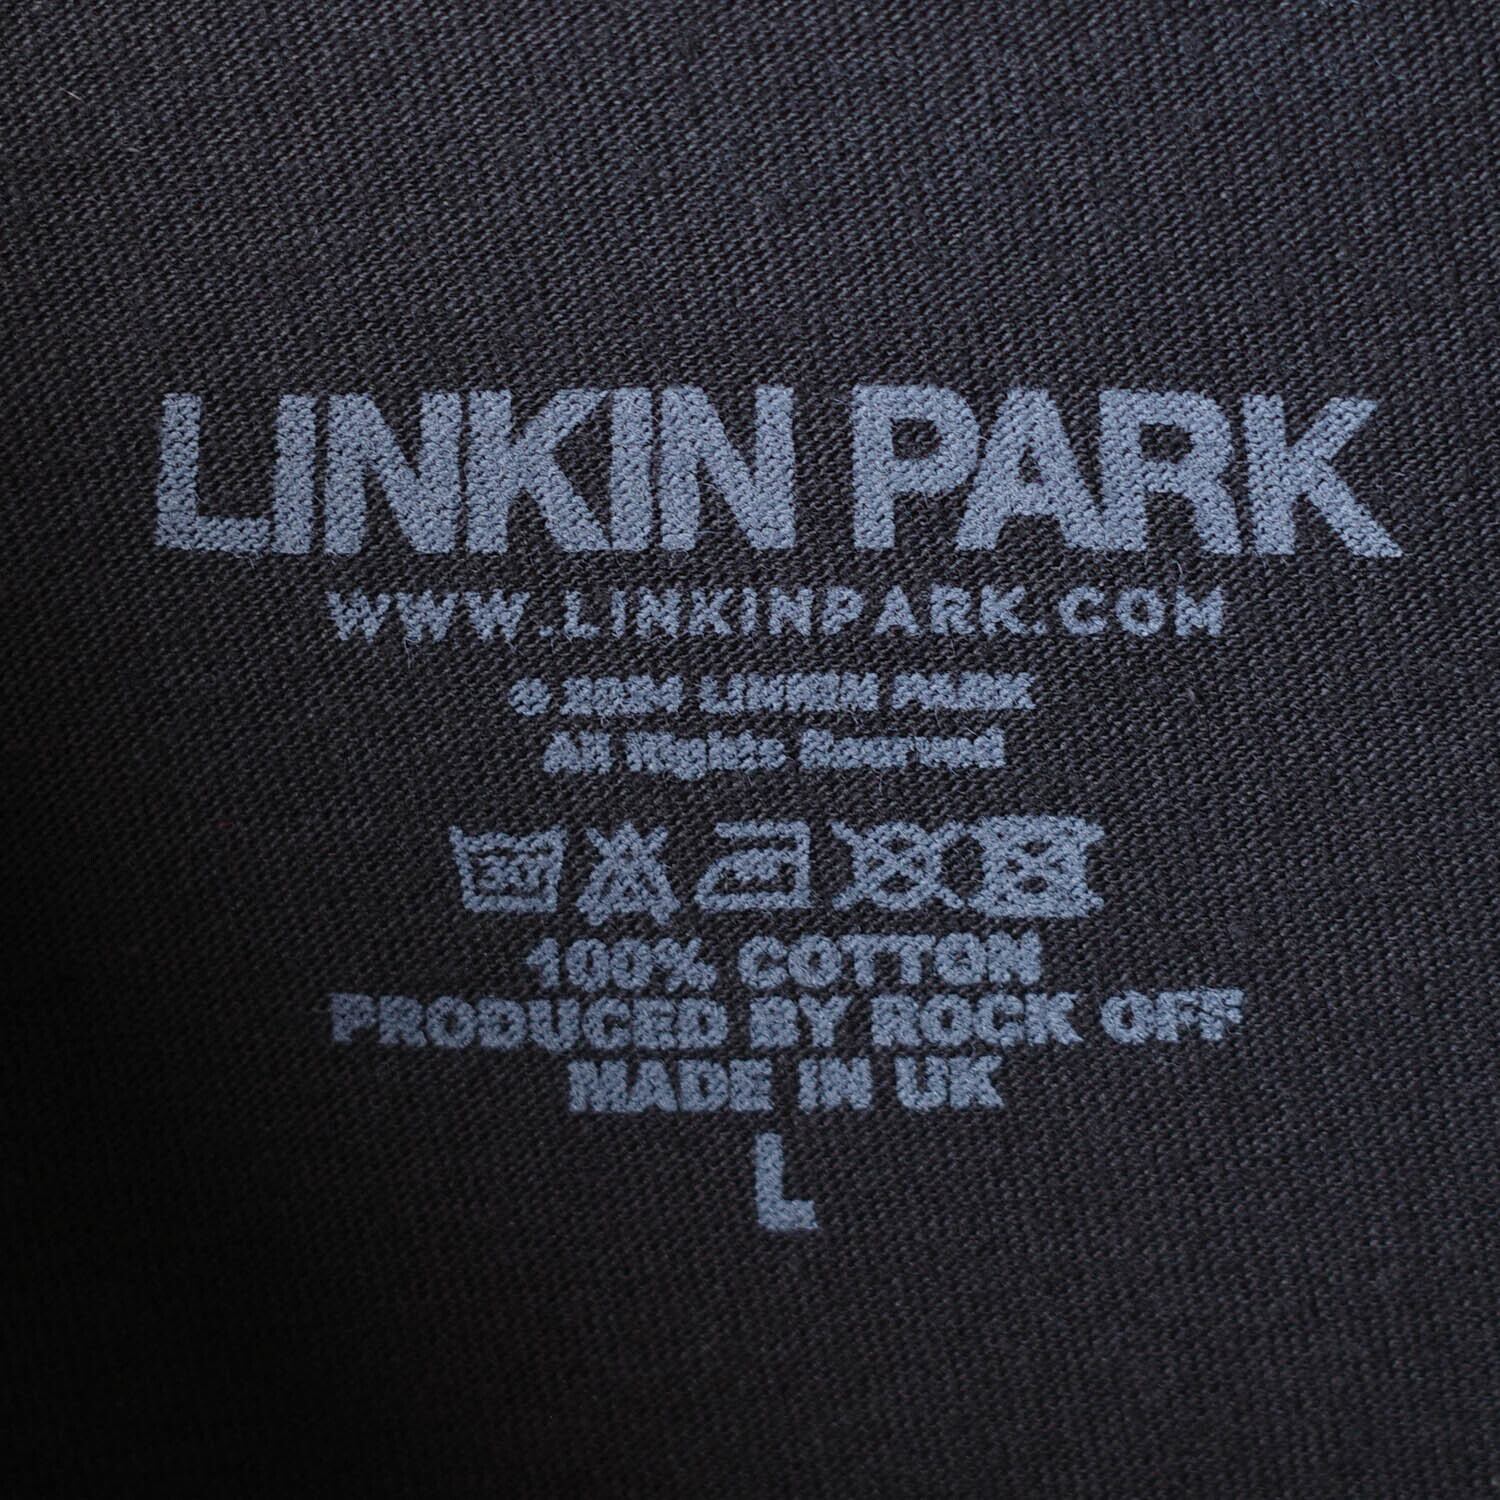 LINKIN PARK
WWW.LINKINPARK.COM
© 2024 LINKIN PARK
All Rights Reserved
30
100% COTTON
PRODUCED BY ROCK OFF
MADE IN UK
L